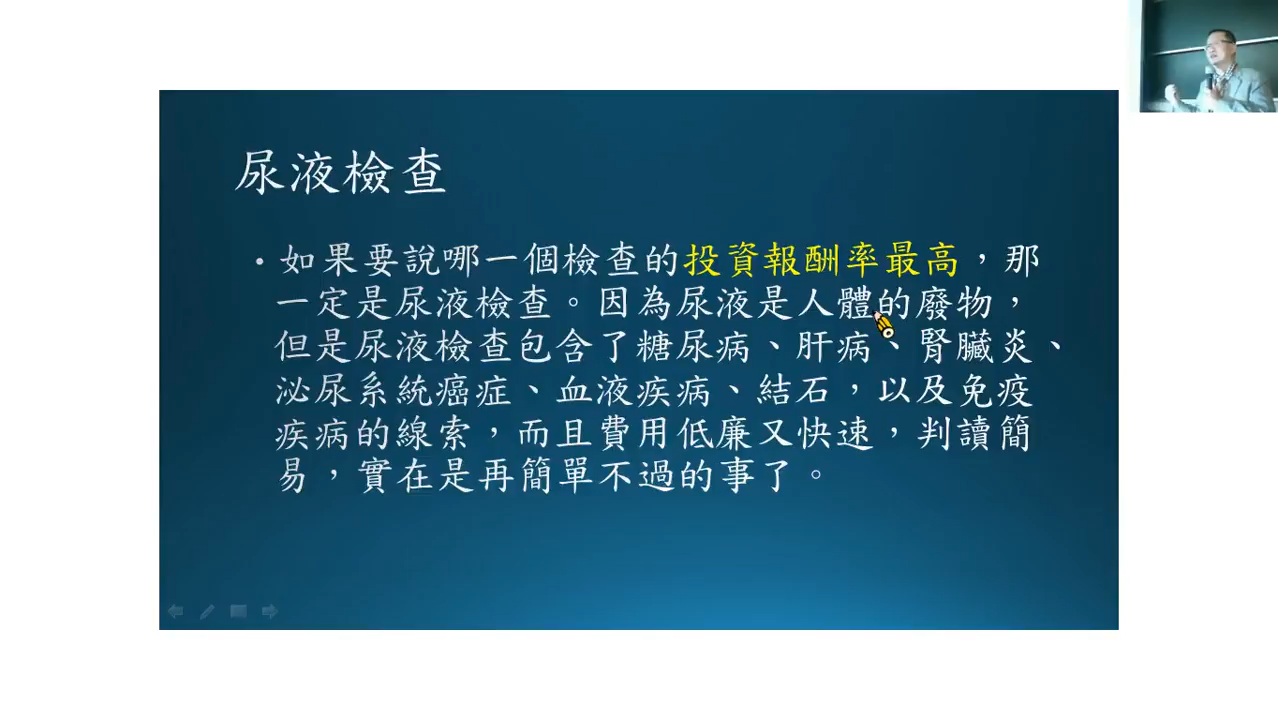 尿液檢查
•如果要說哪一個檢查的投資報酬率最高，那
一定是尿液檢查。因為尿液是人體的廢物，
但是尿液檢查包含了糖尿病、肝病、腎臟炎、
泌尿系統癌症、血液疾病、結石，以及免疫
疾病的線索，而且費用低廉又快速，判讀簡
易，實在是再簡單不過的事了。